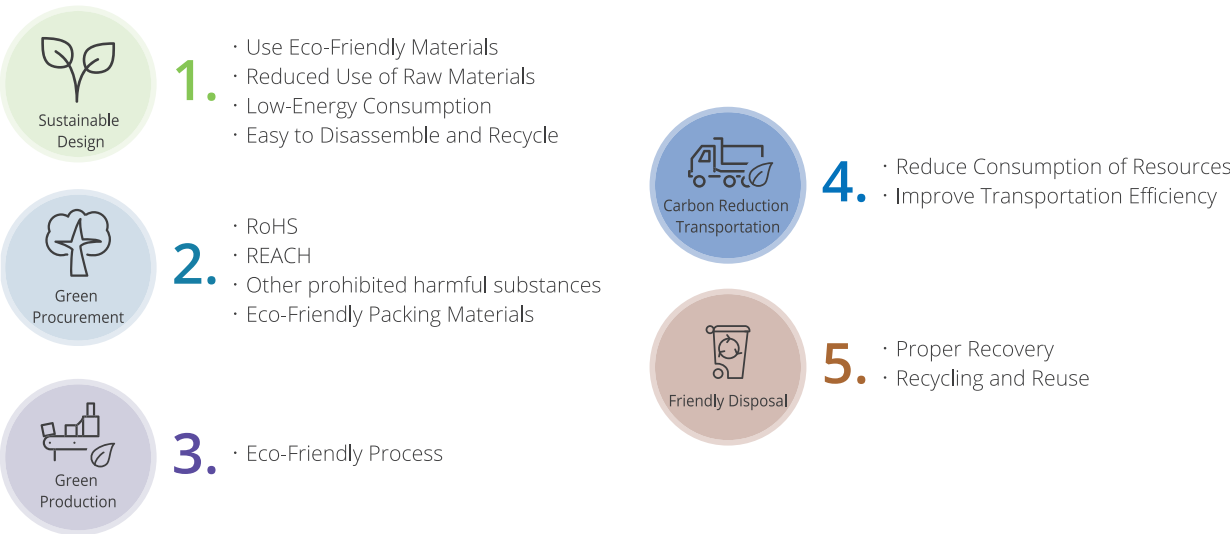 Sustainable
Design
1.
· Use Eco-Friendly Materials
· Reduced Use of Raw Materials
· Low-Energy Consumption
· Easy to Disassemble and Recycle
Green
Procurement
2.
· RoHS
· REACH
· Other prohibited harmful substances
· Eco-Friendly Packing Materials
Green
Production
3.
· Eco-Friendly Process
Carbon Reduction
Transportation
4.
· Reduce Consumption of Resources
· Improve Transportation Efficiency
Friendly Disposal
5.
· Proper Recovery
· Recycling and Reuse